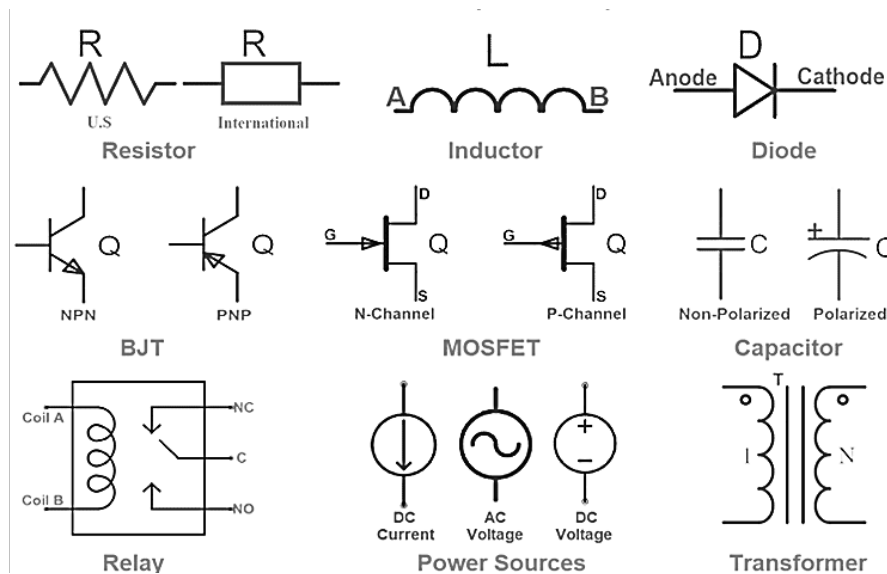 R R
U.S International
Resistor
L
A B
Inductor
D
Anode Cathode
Diode
Q
NPN
Q
PNP
BJT
G D Q S
N-Channel
G D Q S
P-Channel
MOSFET
C
Non-Polarized
+ C
Polarized
Capacitor
Coil A
Coil B
NC
C
NO
Relay
DC
Current
AC
Voltage
+
−
DC
Voltage
Power Sources
T
1 N
Transformer